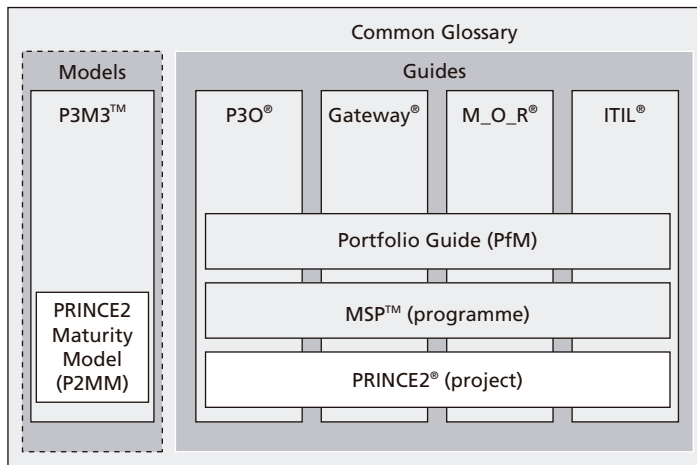 Common Glossary
Models
Guides
P3M3™
P3O®
Gateway®
M_O_R®
ITIL®
Portfolio Guide (PfM)
MSP™ (programme)
PRINCE2® (project)
PRINCE2
Maturity
Model
(P2MM)